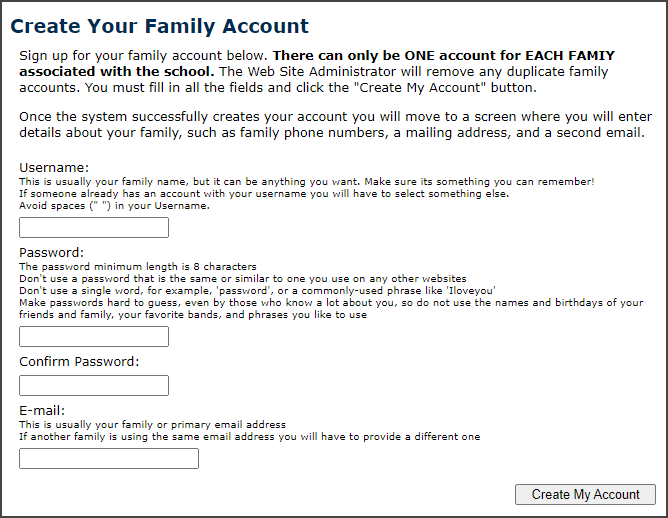 Create Your Family Account
Sign up for your family account below. There can only be ONE account for EACH FAMIY
associated with the school. The Web Site Administrator will remove any duplicate family
accounts. You must fill in all the fields and click the "Create My Account" button.
Once the system successfully creates your account you will move to a screen where you will enter
details about your family, such as family phone numbers, a mailing address, and a second email.
Username:
This is usually your family name, but it can be anything you want. Make sure its something you can remember!
If someone already has an account with your username you will have to select something else.
Avoid spaces (" ") in your Username.
Password:
The password minimum length is 8 characters
Don't use a password that is the same or similar to one you use on any other websites
Don't use a single word, for example, 'password', or a commonly-used phrase like 'Iloveyou'
Make passwords hard to guess, even by those who know a lot about you, so do not use the names and birthdays of your
friends and family, your favorite bands, and phrases you like to use
Confirm Password:
E-mail:
This is usually your family or primary email address
If another family is using the same email address you will have to provide a different one
Create My Account